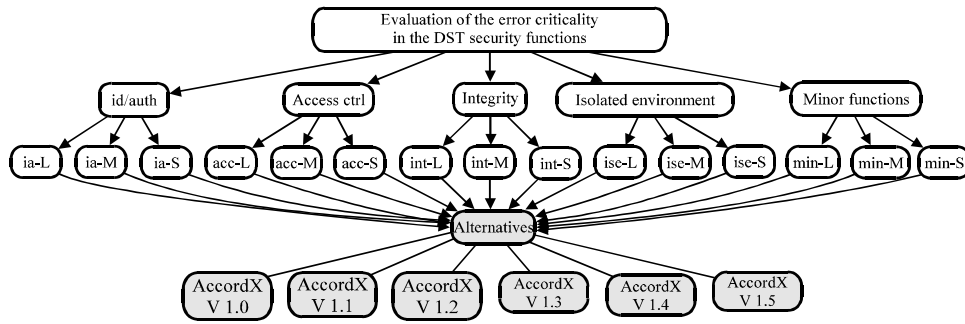 Evaluation of the error criticality
in the DST security functions
id/auth
Access ctrl
Integrity
Isolated environment
Minor functions
ia-L
ia-M
ia-S
acc-L
acc-M
acc-S
int-L
int-M
int-S
ise-L
ise-M
ise-S
min-L
min-M
min-S
Alternatives
AccordX
V 1.0
AccordX
V 1.1
AccordX
V 1.2
AccordX
V 1.3
AccordX
V 1.4
AccordX
V 1.5